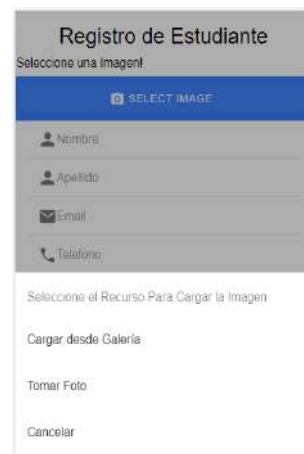 Registro de Estudiante
Seleccione una Imagen!
SELECT IMAGE
Nombre
Apellido
Email
Telefono
Seleccione el Recurso Para Cargar la Imagen
Cargar desde Galería
Tomar Foto
Cancelar